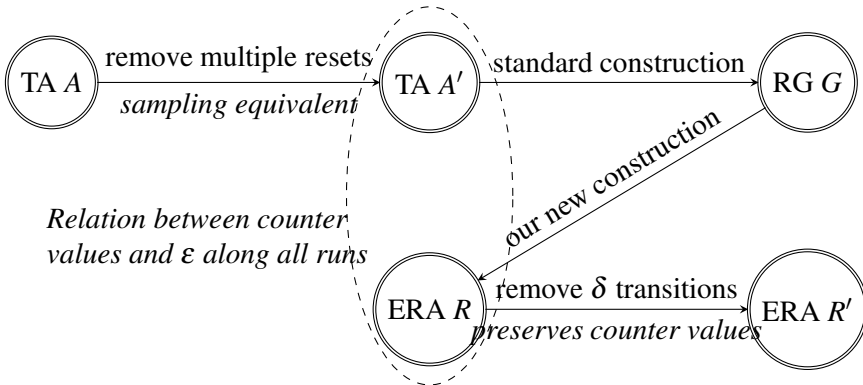 TA A
remove multiple resets
sampling equivalent
TA A′
standard construction
RG G
our new construction
Relation between counter
values and ε along all runs
ERA R
remove δ transitions
preserves counter values
ERA R′